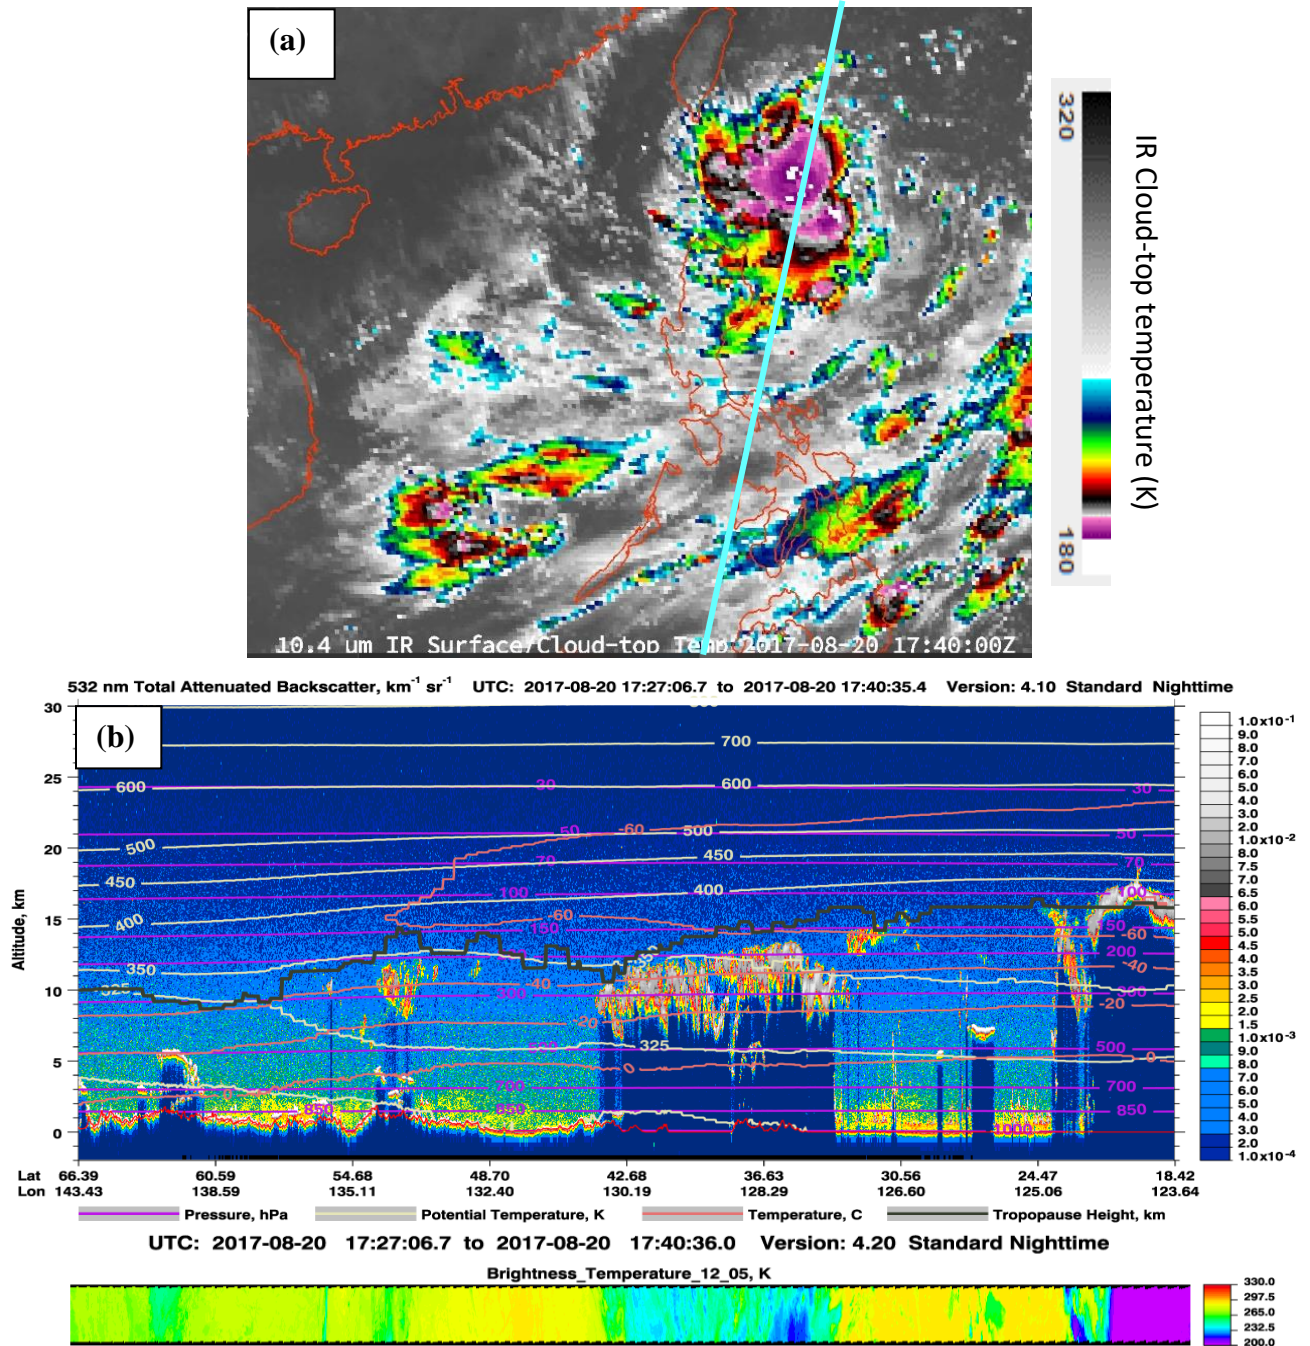 (a)
320
IR Cloud-top temperature (K)
180
10.4 um IR Surface/Cloud-top Temp 2017-08-20 17:40:00Z
532 nm Total Attenuated Backscatter, km-1 sr-1 UTC: 2017-08-20 17:27:06.7 to 2017-08-20 17:40:35.4 Version: 4.10 Standard Nighttime
(b)
Altitude, km
30
25
20
15
10
5
0
700
600 30 600 30
500 50 -60 500 50
450 70 450 70
400 100 400 100
-60 150 150 -60
350 200 -40
325 300 -40 300
-20 -20
500 325 500 0
0 700 700
850 850 850
1000
1.0x10-1
9.0
8.0
7.0
6.0
5.0
4.0
3.0
2.0
1.0x10-2
8.0
7.5
7.0
6.5
6.0
5.5
5.0
4.5
4.0
3.5
3.0
2.5
2.0
1.5
1.0x10-3
9.0
8.0
7.0
6.0
5.0
4.0
3.0
2.0
1.0x10-4
Lat 66.39 60.59 54.68 48.70 42.68 36.63 30.56 24.47 18.42
Lon 143.43 138.59 135.11 132.40 130.19 128.29 126.60 125.06 123.64
Pressure, hPa Potential Temperature, K Temperature, C Tropopause Height, km
UTC: 2017-08-20 17:27:06.7 to 2017-08-20 17:40:36.0 Version: 4.20 Standard Nighttime
Brightness_Temperature_12_05, K
330.0
297.5
265.0
232.5
200.0